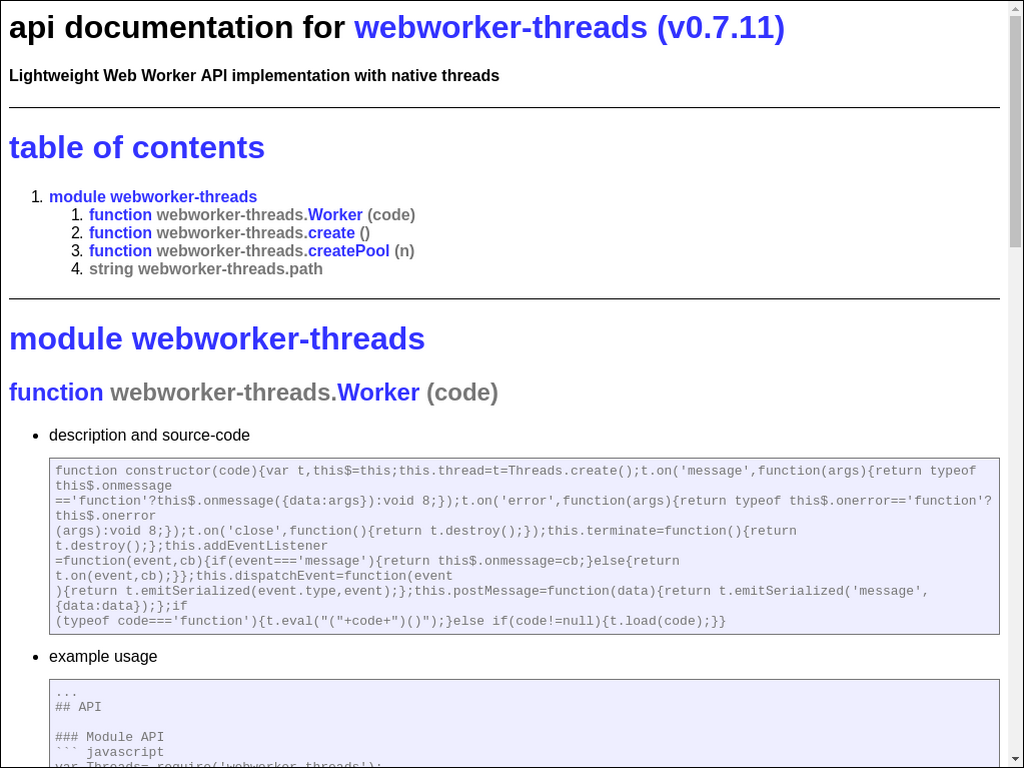 api documentation for webworker-threads (v0.7.11)
Lightweight Web Worker API implementation with native threads
table of contents
1. module webworker-threads
1. function webworker-threads.Worker (code)
2. function webworker-threads.create ()
3. function webworker-threads.createPool (n)
4. string webworker-threads.path
module webworker-threads
function webworker-threads.Worker (code)
• description and source-code
function constructor(code){var t,this$=this;this.thread=t=Threads.create();t.on('message',function(args){return typeof
this$.onmessage
=='function'?this$.onmessage({data:args}):void 8;});t.on('error',function(args){return typeof this$.onerror=='function'?
this$.onerror
(args):void 8;});t.on('close',function(){return t.destroy();});this.terminate=function(){return
t.destroy();};this.addEventListener
=function(event,cb){if(event==='message'){return this$.onmessage=cb;}else{return
t.on(event,cb);}};this.dispatchEvent=function(event
){return t.emitSerialized(event.type,event);};this.postMessage=function(data){return t.emitSerialized('message',
{data:data});};if
(typeof code==='function'){t.eval("("+code+")()");}else if(code!=null){t.load(code);}}
• example usage
...
## API
### Module API
``` javascript
var Threads= require('webworker-threads');